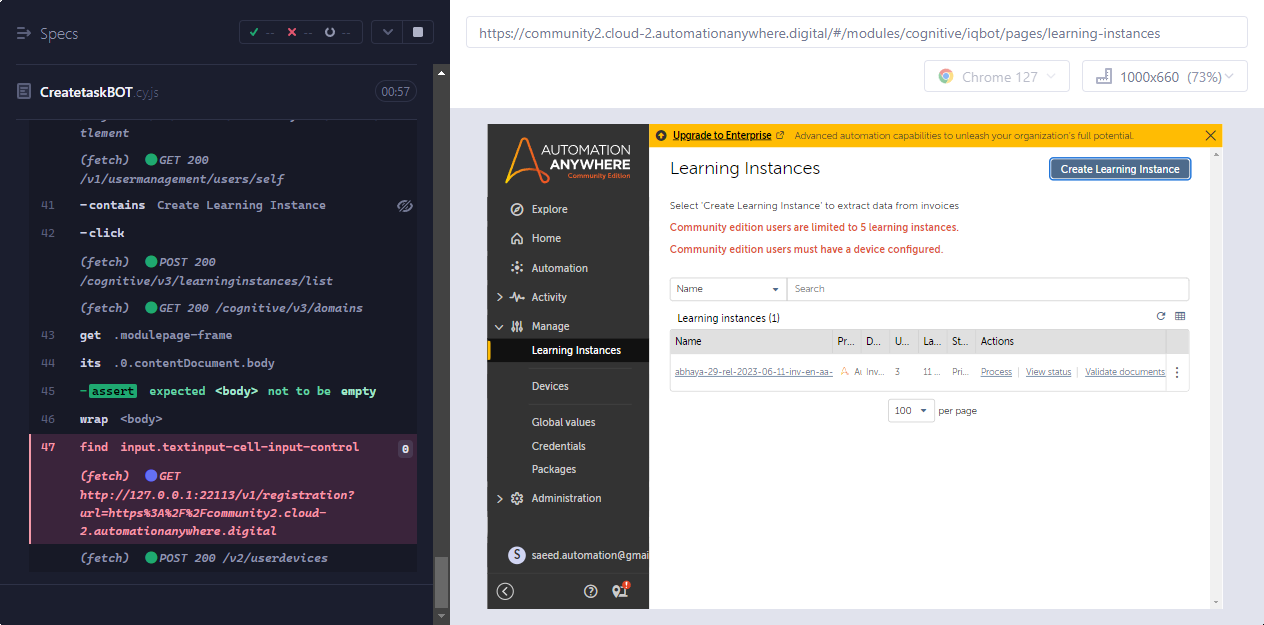 Specs
--
--
--
CreatetaskBOT.cy.js
00:57
tlement
(fetch) GET 200
/v1/usermanagement/users/self
41 -contains Create Learning Instance
42 -click
(fetch) POST 200
/cognitive/v3/learninginstances/list
(fetch) GET 200 /cognitive/v3/domains
43 get .modulepage-frame
44 its .0.contentDocument.body
45 -assert expected <body> not to be empty
46 wrap <body>
47 find input.textinput-cell-input-control 0
(fetch) GET
http://127.0.0.1:22113/v1/registration?
url=https%3A%2F%2Fcommunity2.cloud-
2.automationanywhere.digital
(fetch) POST 200 /v2/userdevices
https://community2.cloud-2.automationanywhere.digital/#/modules/cognitive/iqbot/pages/learning-instances
Chrome 127
1000x660 (73%)
AUTOMATION
ANYWHERE
Community Edition
Explore
Home
Automation
Activity
Manage
Learning Instances
Devices
Global values
Credentials
Packages
Administration
S saeed.automation@gmai
Upgrade to Enterprise Advanced automation capabilities to unleash your organization's full potential.
Learning Instances
Create Learning Instance
Select 'Create Learning Instance' to extract data from invoices
Community edition users are limited to 5 learning instances.
Community edition users must have a device configured.
Name Search
Learning instances (1)
Name Pr... D... U... La... St... Actions
abhaya-29-rel-2023-06-11-inv-en-aa- Au Inv... 3 11 ... Pri... Process View status Validate documents
100 per page